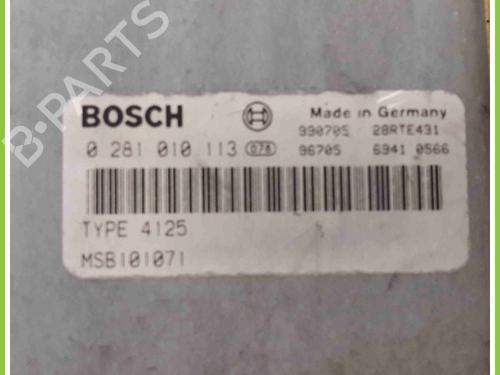 B-PARTS
BOSCH Made in Germany
990705 28RTE431
0 281 010 113 078 96705 6941 0566
TYPE 4125
MSB101071